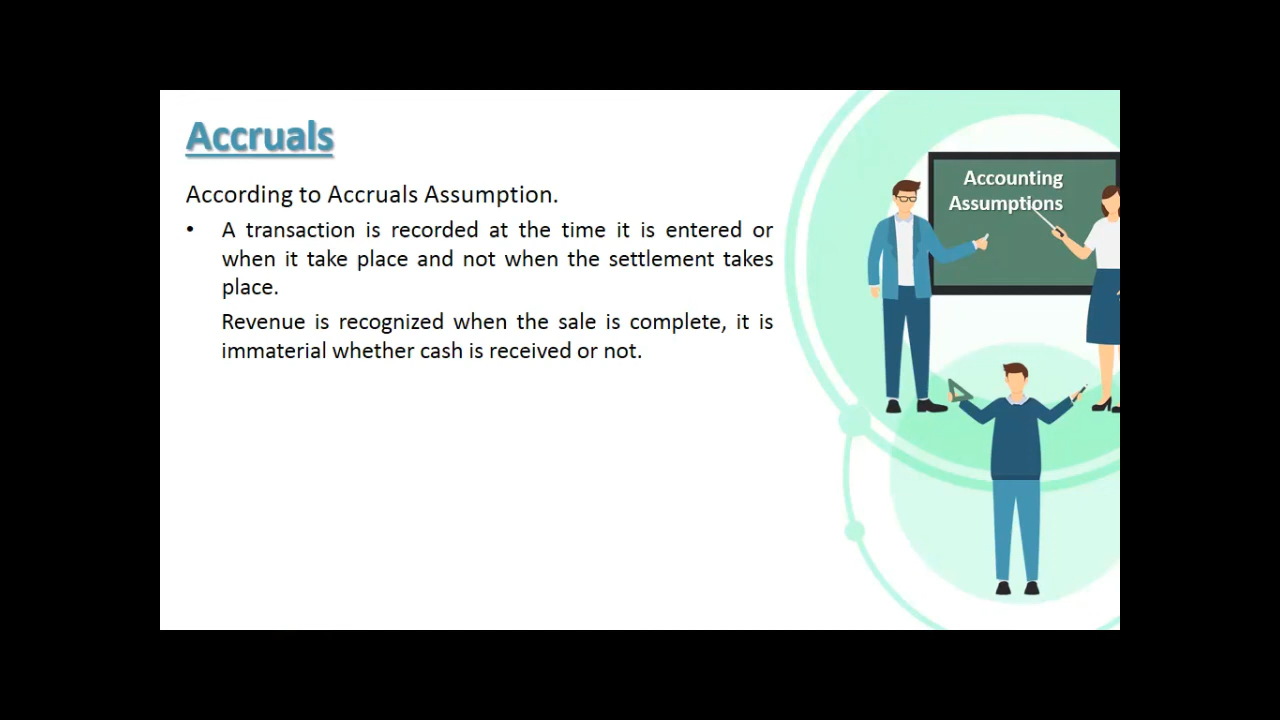 Accruals
According to Accruals Assumption.
• A transaction is recorded at the time it is entered or
when it take place and not when the settlement takes
place.
Revenue is recognized when the sale is complete, it is
immaterial whether cash is received or not.
Accounting
Assumptions